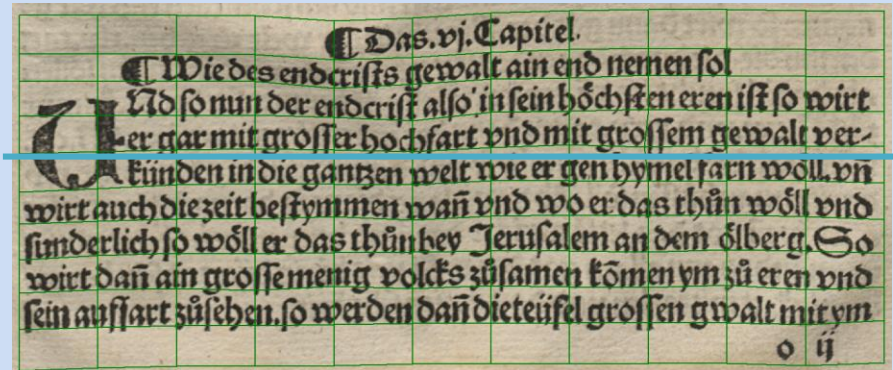 ¶ Das .vj. Capitel.
¶ Wie des endcrists gewalt ain end nemen sol
VNd so nun der endcrist also in sein höchsten eren ist so wirt
er gar mit grosser hochfart vnd mit grossem gewalt ver-
künden in die gantzen welt wie er gen hymel farn wöll. vñ
wirt auch die zeit bestymmen wañ vnd wo er das thůn wöll vnd
sunderlich so wöll er das thůn bey Jerusalem an dem ölberg. So
wirt dañ ain grosse menig volcks zůsamen kõmen ym zů eren vnd
sein auffart zůsehen. so werden dañ die teüfel grossen gwalt mit ym
o ij